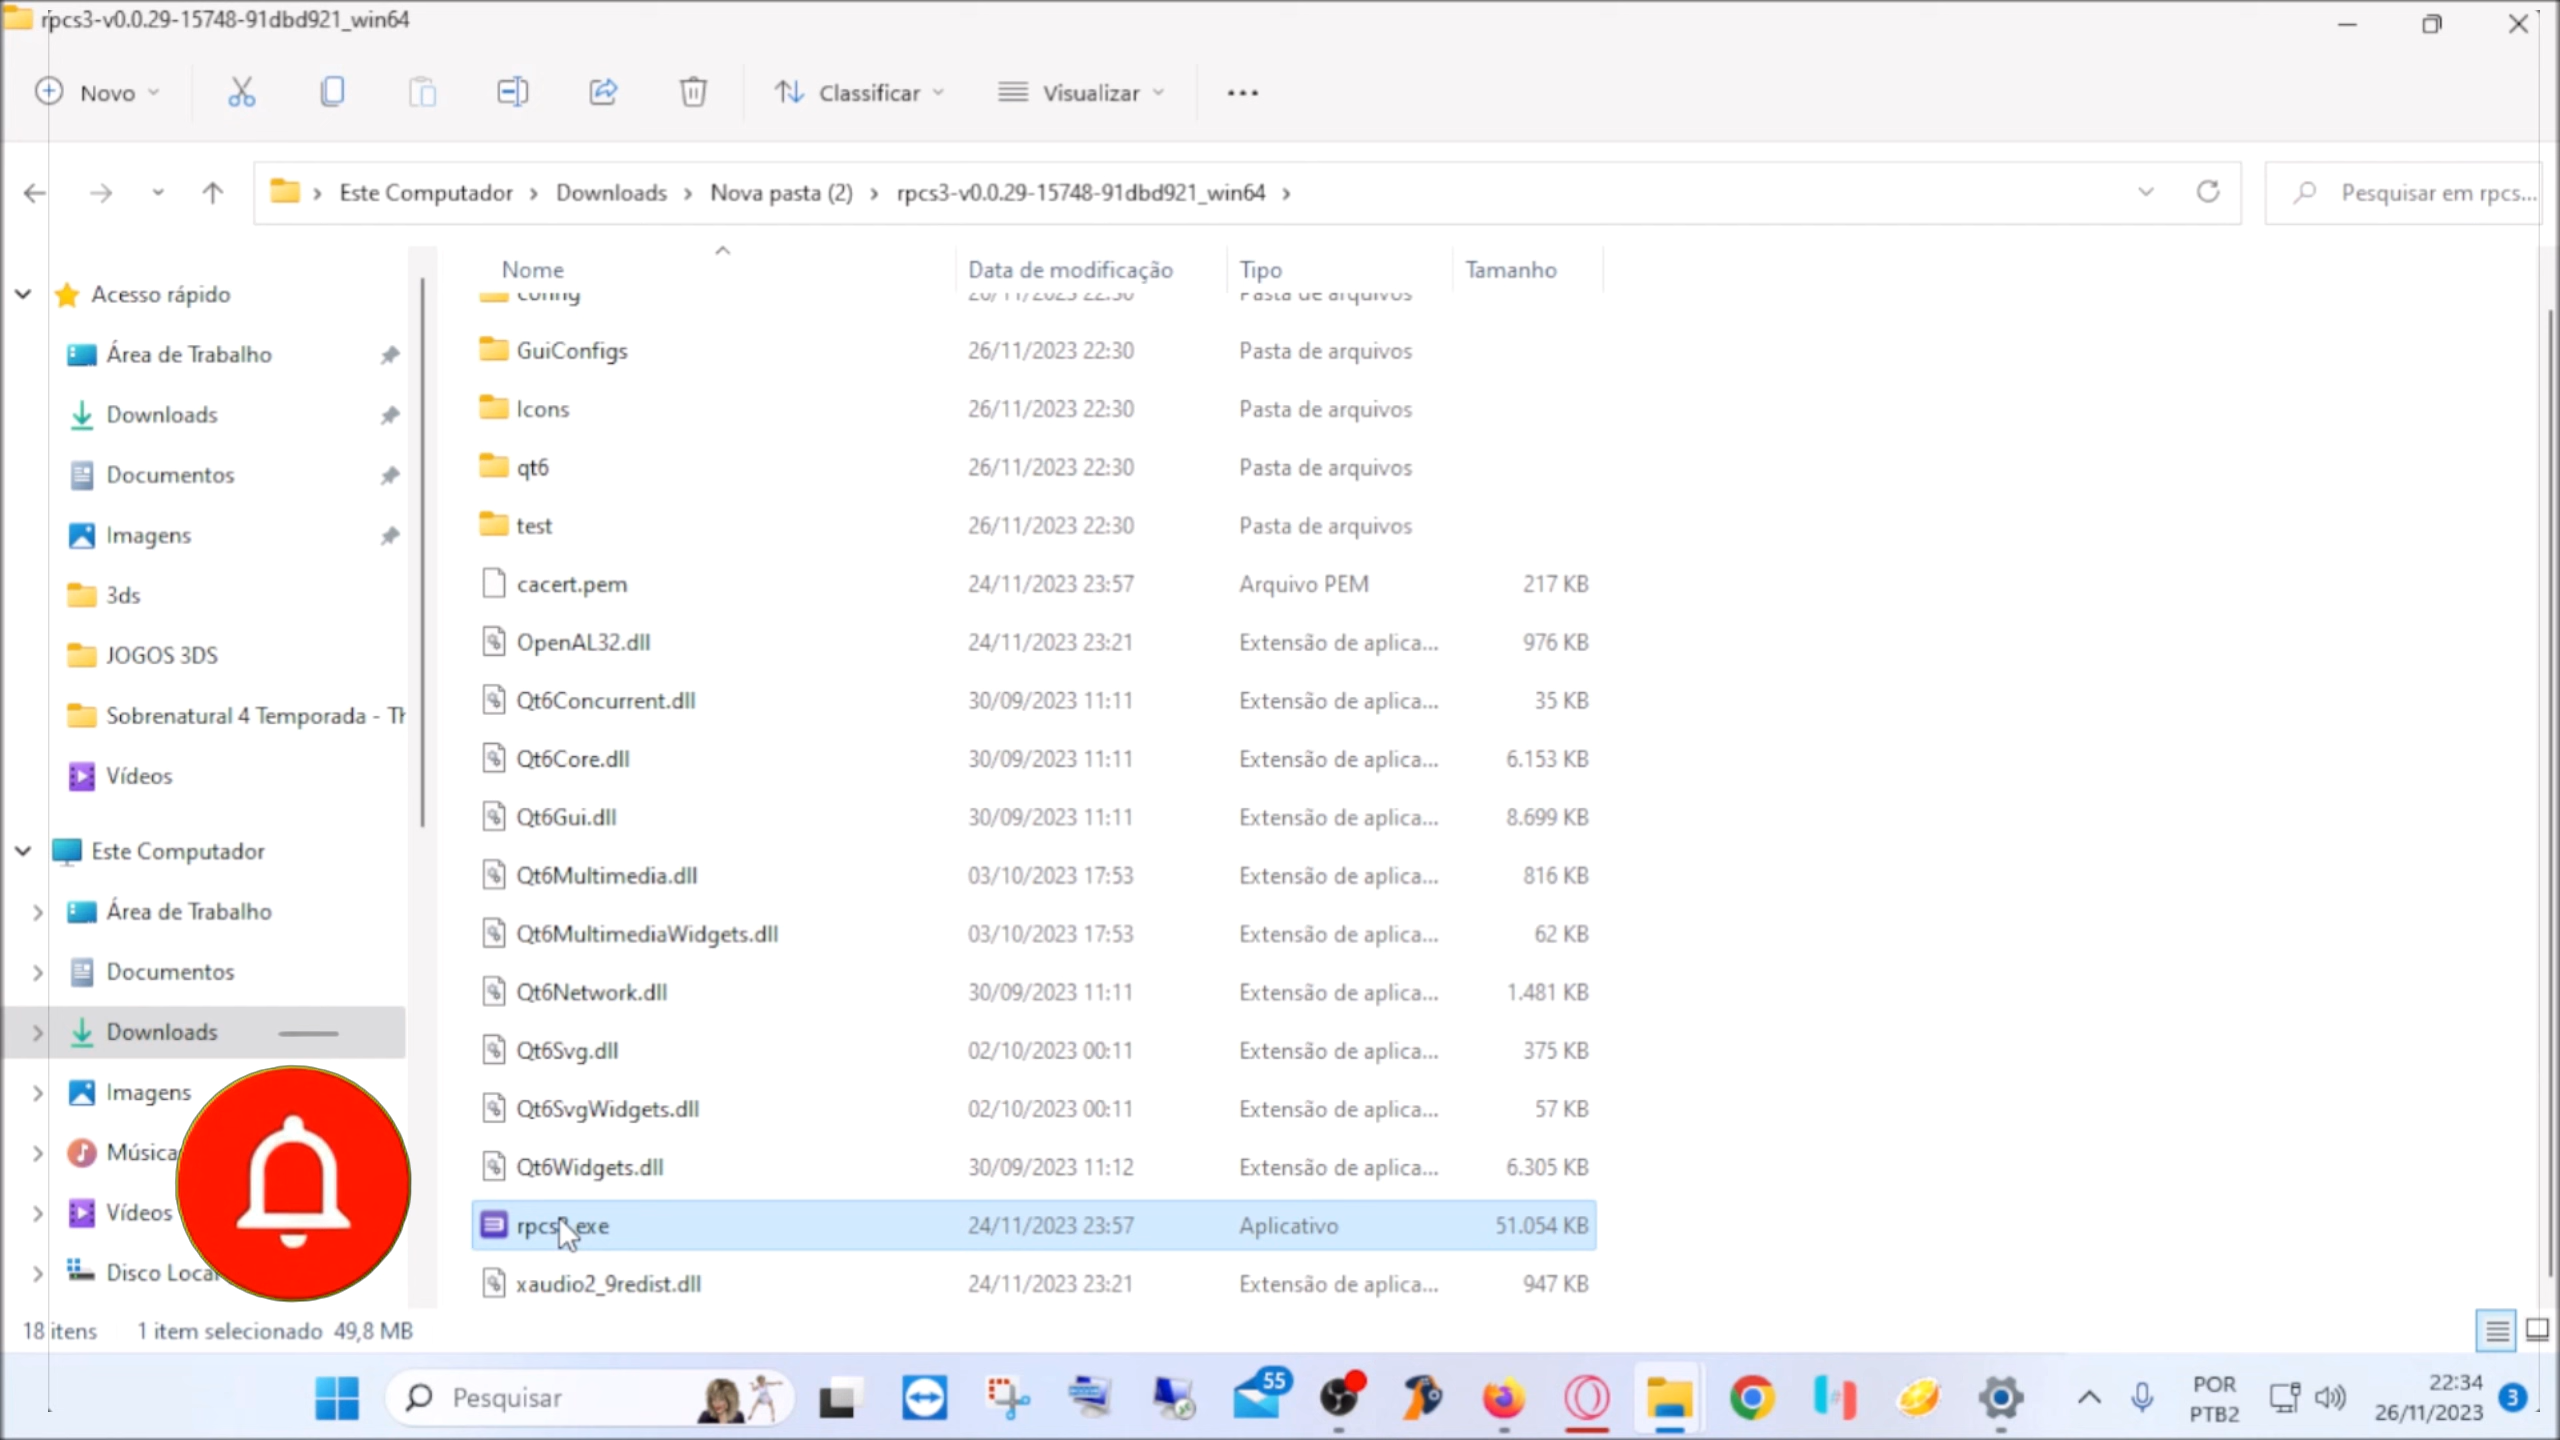 rpcs3-v0.0.29-15748-91dbd921_win64
Novo
Classificar
Visualizar
Este Computador > Downloads > Nova pasta (2) > rpcs3-v0.0.29-15748-91dbd921_win64 >
Pesquisar em rpcs...
Nome Data de modificação Tipo Tamanho
Acesso rápido
Área de Trabalho
Downloads
Documentos
Imagens
3ds
JOGOS 3DS
Sobrenatural 4 Temporada - Th
Vídeos
Este Computador
Área de Trabalho
Documentos
Downloads
Imagens
Música
Vídeos
Disco Local
config 26/11/2023 22:30 Pasta de arquivos
GuiConfigs 26/11/2023 22:30 Pasta de arquivos
Icons 26/11/2023 22:30 Pasta de arquivos
qt6 26/11/2023 22:30 Pasta de arquivos
test 26/11/2023 22:30 Pasta de arquivos
cacert.pem 24/11/2023 23:57 Arquivo PEM 217 KB
OpenAL32.dll 24/11/2023 23:21 Extensão de aplica... 976 KB
Qt6Concurrent.dll 30/09/2023 11:11 Extensão de aplica... 35 KB
Qt6Core.dll 30/09/2023 11:11 Extensão de aplica... 6.153 KB
Qt6Gui.dll 30/09/2023 11:11 Extensão de aplica... 8.699 KB
Qt6Multimedia.dll 03/10/2023 17:53 Extensão de aplica... 816 KB
Qt6MultimediaWidgets.dll 03/10/2023 17:53 Extensão de aplica... 62 KB
Qt6Network.dll 30/09/2023 11:11 Extensão de aplica... 1.481 KB
Qt6Svg.dll 02/10/2023 00:11 Extensão de aplica... 375 KB
Qt6SvgWidgets.dll 02/10/2023 00:11 Extensão de aplica... 57 KB
Qt6Widgets.dll 30/09/2023 11:12 Extensão de aplica... 6.305 KB
rpcs3.exe 24/11/2023 23:57 Aplicativo 51.054 KB
xaudio2_9redist.dll 24/11/2023 23:21 Extensão de aplica... 947 KB
18 itens 1 item selecionado 49,8 MB
Pesquisar
55
POR
PTB2
22:34
26/11/2023
3